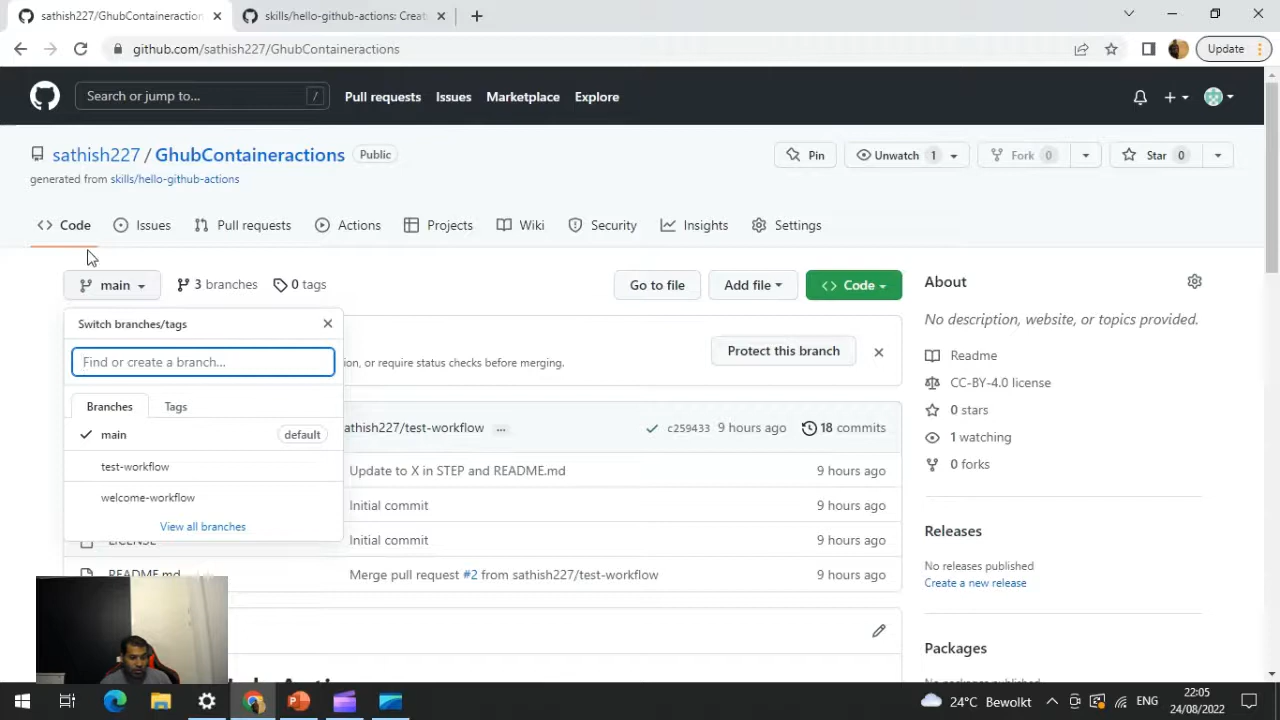 sathish227/GhubContaineraction
skills/hello-github-actions: Creat
github.com/sathish227/GhubContaineractions
Update
Search or jump to...
/
Pull requests
Issues
Marketplace
Explore
sathish227 / GhubContaineractions
Public
Pin
Unwatch 1
Fork 0
Star 0
generated from skills/hello-github-actions
Code
Issues
Pull requests
Actions
Projects
Wiki
Security
Insights
Settings
main
3 branches
0 tags
Go to file
Add file
Code
About
Switch branches/tags
No description, website, or topics provided.
Find or create a branch...
ion, or require status checks before merging.
Protect this branch
Readme
CC-BY-4.0 license
Branches
Tags
0 stars
athish227/test-workflow
...
c259433 9 hours ago
18 commits
main
default
1 watching
test-workflow
Update to X in STEP and README.md
9 hours ago
0 forks
welcome-workflow
Initial commit
9 hours ago
View all branches
Releases
LICENSE
Initial commit
9 hours ago
No releases published
README.md
Merge pull request #2 from sathish227/test-workflow
9 hours ago
Create a new release
Packages
24°C Bewolkt
ENG
22:05
24/08/2022